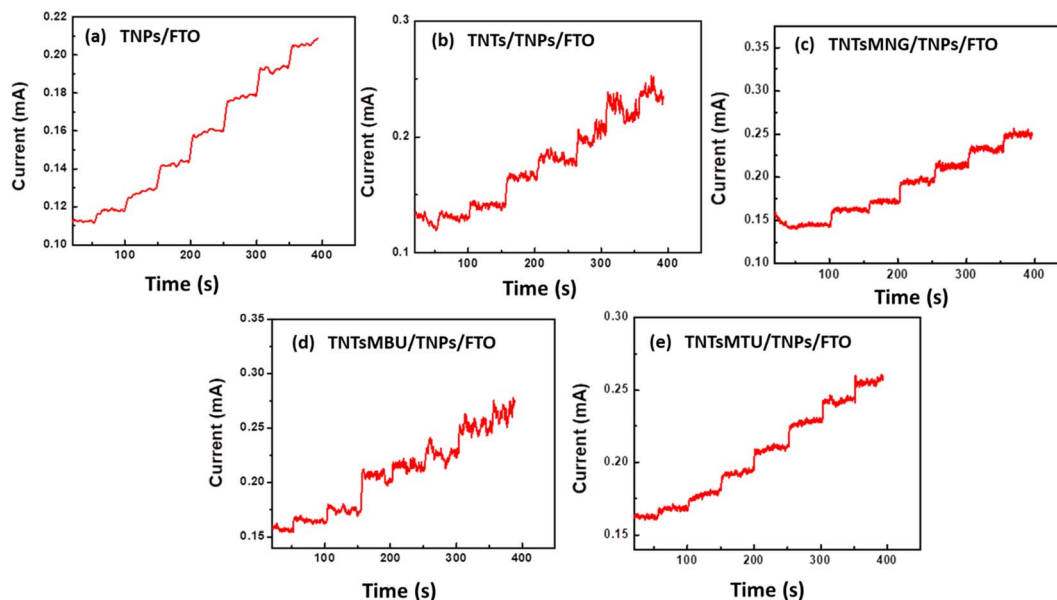 (a) TNPs/FTO
0.22
0.20
0.18
0.16
0.14
0.12
0.10
Current (mA)
100 200 300 400 500
Time (s)
(b) TNTs/TNPs/FTO
0.3
0.2
0.1
Current (mA)
100 200 300 400 500
Time (s)
(c) TNTsMNG/TNPs/FTO
0.35
0.30
0.25
0.20
0.15
0.10
Current (mA)
100 200 300 400
Time (s)
(d) TNTsMBU/TNPs/FTO
0.35
0.30
0.25
0.20
0.15
Current (mA)
100 200 300 400 500
Time (s)
(e) TNTsMTU/TNPs/FTO
0.30
0.25
0.20
0.15
Current (mA)
100 200 300 400 500
Time (s)